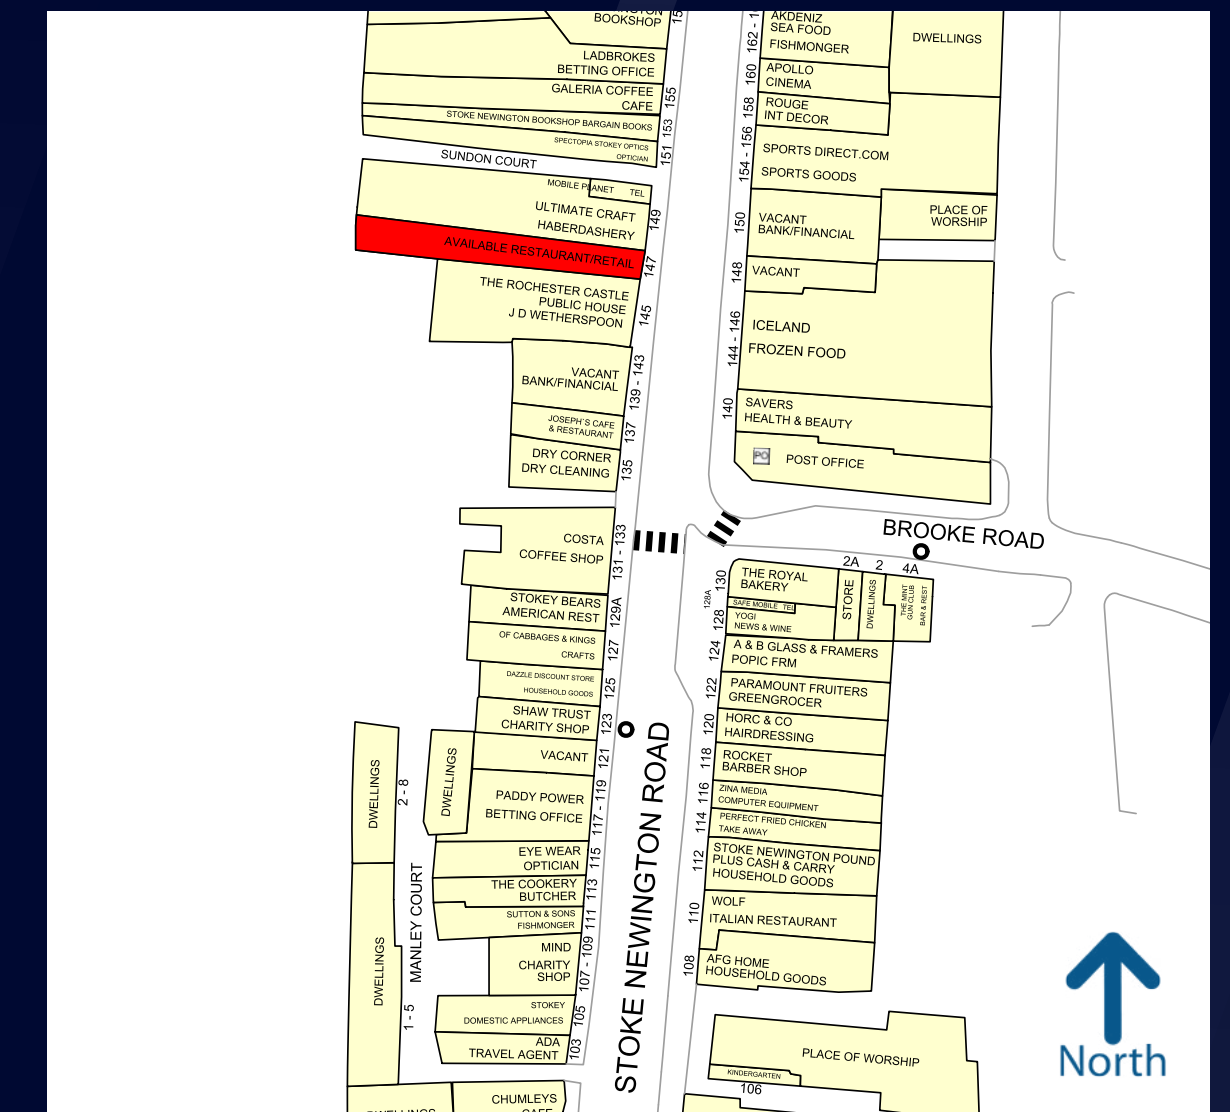 BOOKSHOP
LADBROKES
BETTING OFFICE
GALERIA COFFEE
CAFE
155
STOKE NEWINGTON BOOKSHOP BARGAIN BOOKS
153
SPECTOPIA STOKEY OPTICS
OPTICIAN
151
SUNDON COURT
MOBILE PLANET TEL
ULTIMATE CRAFT
HABERDASHERY
149
AVAILABLE RESTAURANT/RETAIL
147
THE ROCHESTER CASTLE
PUBLIC HOUSE
J D WETHERSPOON
145
VACANT
BANK/FINANCIAL
139 - 143
JOSEPH`S CAFE
& RESTAURANT
137
DRY CORNER
DRY CLEANING
135
COSTA
COFFEE SHOP
131 - 133
STOKEY BEARS
AMERICAN REST
129A
OF CABBAGES & KINGS
CRAFTS
127
DAZZLE DISCOUNT STORE
HOUSEHOLD GOODS
125
SHAW TRUST
CHARITY SHOP
123
VACANT
121
DWELLINGS
PADDY POWER
BETTING OFFICE
117 - 119
EYE WEAR
OPTICIAN
115
THE COOKERY
BUTCHER
113
SUTTON & SONS
FISHMONGER
111
MIND
CHARITY
SHOP
107 - 109
STOKEY
DOMESTIC APPLIANCES
105
ADA
TRAVEL AGENT
103
CHUMLEYS
CAFE
DWELLINGS
DWELLINGS
2 - 8
MANLEY COURT
DWELLINGS
1 - 5
STOKE NEWINGTON ROAD
AKDENIZ
SEA FOOD
FISHMONGER
DWELLINGS
APOLLO
CINEMA
160
ROUGE
INT DECOR
158
SPORTS DIRECT.COM
SPORTS GOODS
154 - 156
VACANT
BANK/FINANCIAL
150
PLACE OF
WORSHIP
VACANT
148
ICELAND
FROZEN FOOD
144 - 146
SAVERS
HEALTH & BEAUTY
140
PO
POST OFFICE
BROOKE ROAD
THE ROYAL
BAKERY
130
2A
2
4A
STORE
DWELLINGS
THE MINT
GUN CLUB
BAR & REST
SAFE MOBILE TEL
128A
YOGI
NEWS & WINE
128
A & B GLASS & FRAMERS
POPIC FRM
124
PARAMOUNT FRUITERS
GREENGROCER
122
HORC & CO
HAIRDRESSING
120
ROCKET
BARBER SHOP
118
ZINA MEDIA
COMPUTER EQUIPMENT
116
PERFECT FRIED CHICKEN
TAKE AWAY
114
STOKE NEWINGTON POUND
PLUS CASH & CARRY
HOUSEHOLD GOODS
112
WOLF
ITALIAN RESTAURANT
110
AFG HOME
HOUSEHOLD GOODS
108
PLACE OF WORSHIP
KINDERGARTEN
106
North